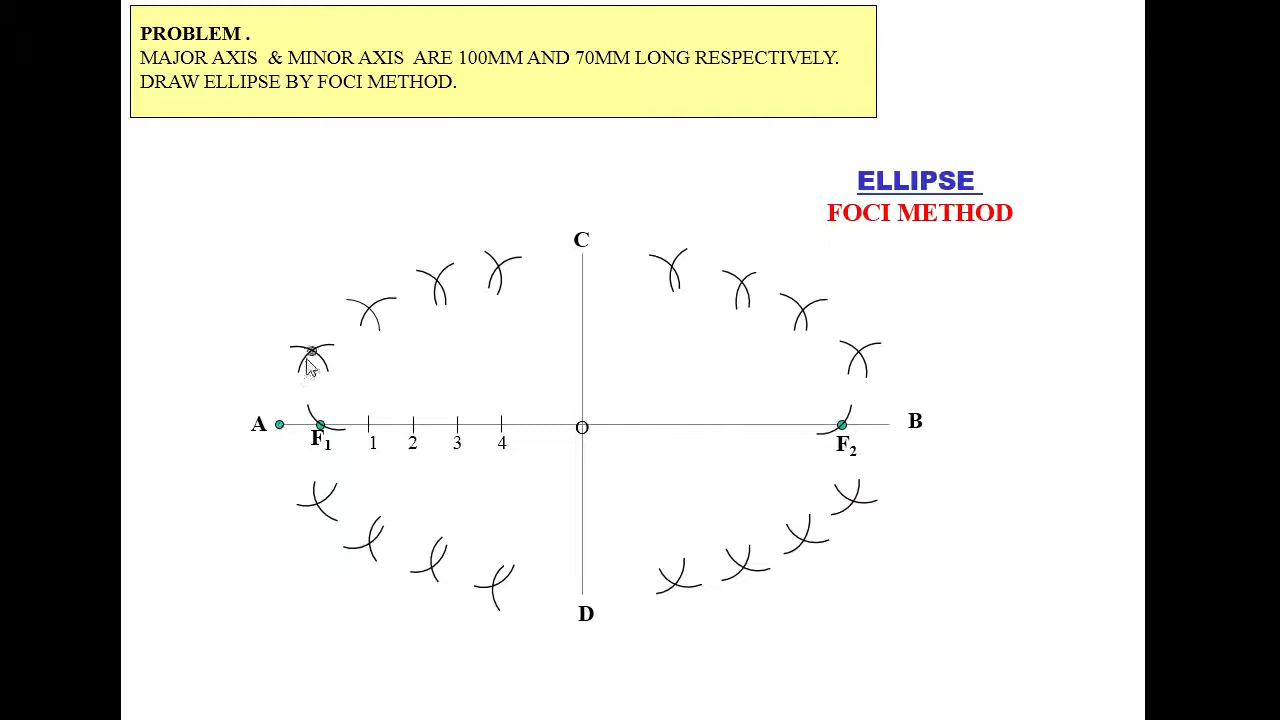 PROBLEM .
MAJOR AXIS & MINOR AXIS ARE 100MM AND 70MM LONG RESPECTIVELY.
DRAW ELLIPSE BY FOCI METHOD.
ELLIPSE
FOCI METHOD
C
A
F1
1
2
3
4
O
F2
B
D